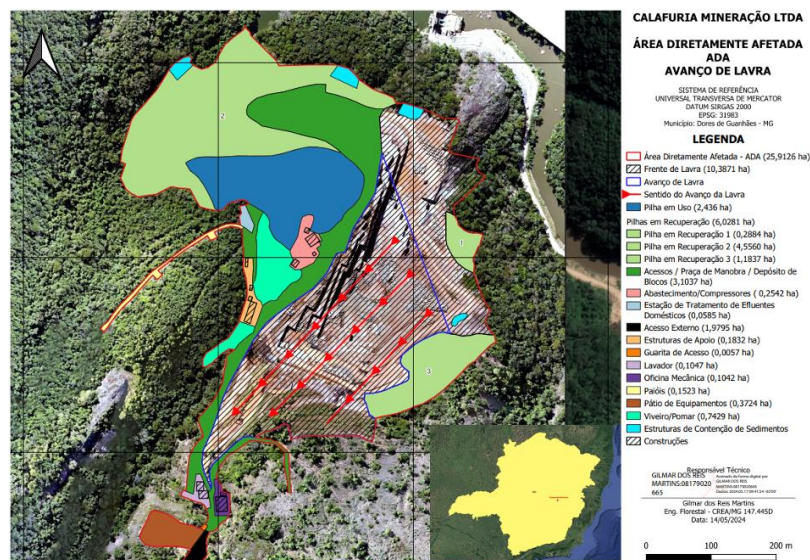 CALAFURIA MINERAÇÃO LTDA
ÁREA DIRETAMENTE AFETADA
ADA
AVANÇO DE LAVRA
SISTEMA DE REFERÊNCIA
UNIVERSAL TRANSVERSA DE MERCATOR
DATUM SIRGAS 2000
EPSG: 31983
Município: Dores de Guanhães - MG
LEGENDA
Área Diretamente Afetada - ADA (25,9126 ha)
Frente de Lavra (10,3871 ha)
Avanço de Lavra
Sentido do Avanço da Lavra
Pilha em Uso (2,436 ha)
Pilhas em Recuperação (6,0281 ha)
Pilha em Recuperação 1 (0,2884 ha)
Pilha em Recuperação 2 (4,5560 ha)
Pilha em Recuperação 3 (1,1837 ha)
Acessos / Praça de Manobra / Depósito de
Blocos (3,1037 ha)
Abastecimento/Compressores ( 0,2542 ha)
Estação de Tratamento de Efluentes
Domésticos (0,0585 ha)
Acesso Externo (1,9795 ha)
Estruturas de Apoio (0,1832 ha)
Guarita de Acesso (0,0057 ha)
Lavador (0,1047 ha)
Oficina Mecânica (0,1042 ha)
Paióis (0,1523 ha)
Pátio de Equipamentos (0,3724 ha)
Viveiro/Pomar (0,7429 ha)
Estruturas de Contenção de Sedimentos
Construções
Responsável Técnico
GILMAR DOS REIS
MARTINS:08179020
665
Assinado de forma digital por
GILMAR DOS REIS
Gilmar dos Reis Martins
Eng. Florestal - CREA/MG 147.445D
Data: 14/05/2024
0 100 200 m
2
1
3